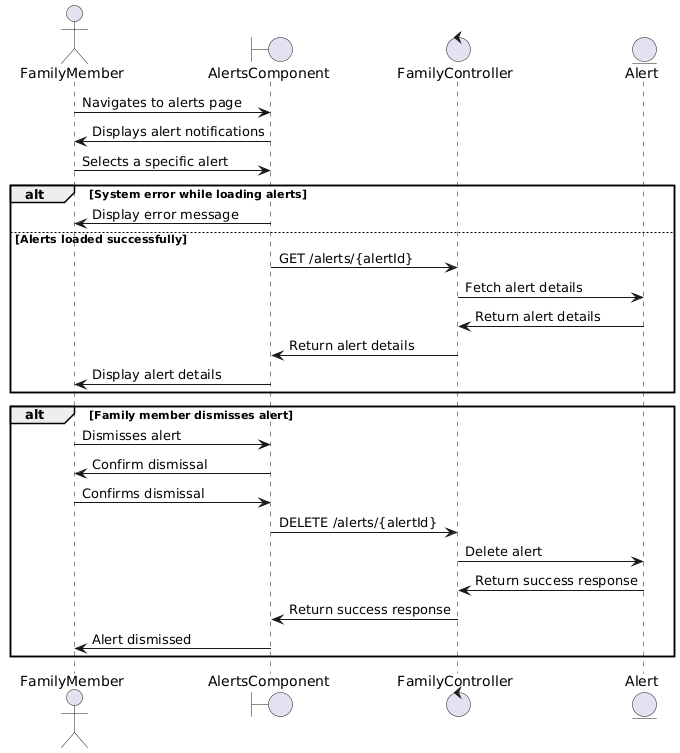 FamilyMember
AlertsComponent
FamilyController
Alert
Navigates to alerts page
Displays alert notifications
Selects a specific alert
alt
[System error while loading alerts]
Display error message
[Alerts loaded successfully]
GET /alerts/{alertId}
Fetch alert details
Return alert details
Return alert details
Display alert details
alt
[Family member dismisses alert]
Dismisses alert
Confirm dismissal
Confirms dismissal
DELETE /alerts/{alertId}
Delete alert
Return success response
Return success response
Alert dismissed
FamilyMember
AlertsComponent
FamilyController
Alert